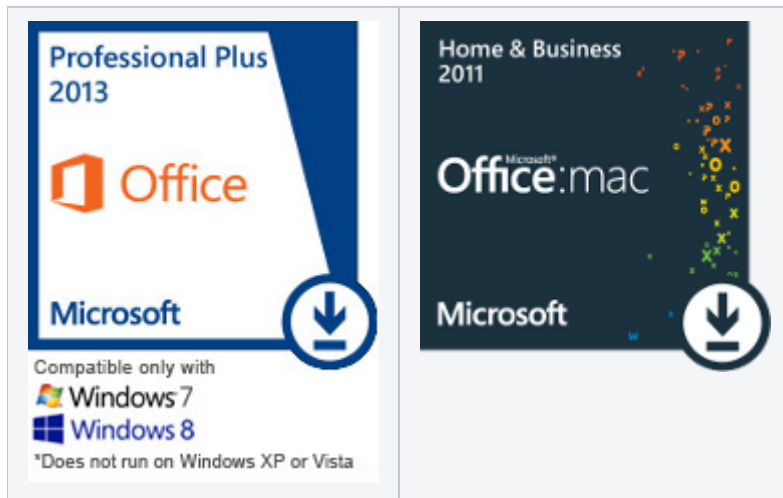 Professional Plus
2013
Office
Microsoft
Compatible only with
Windows 7
Windows 8
*Does not run on Windows XP or Vista
Home & Business
2011
Microsoft®
Office:mac
Microsoft